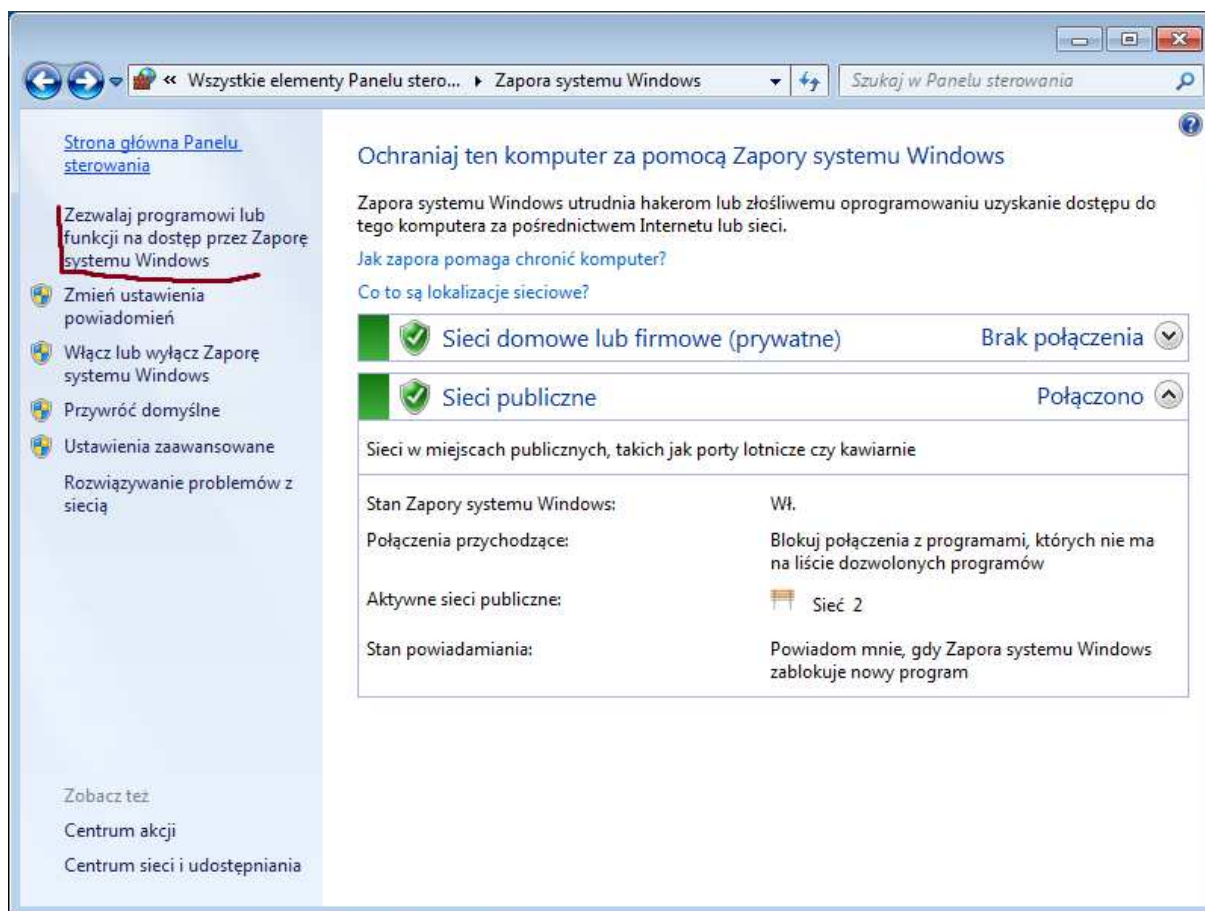 « Wszystkie elementy Panelu stero... ▸ Zapora systemu Windows
Szukaj w Panelu sterowania
Strona główna Panelu
sterowania
Zezwalaj programowi lub
funkcji na dostęp przez Zaporę
systemu Windows
Zmień ustawienia
powiadomień
Włącz lub wyłącz Zaporę
systemu Windows
Przywróć domyślne
Ustawienia zaawansowane
Rozwiązywanie problemów z
siecią
Zobacz też
Centrum akcji
Centrum sieci i udostępniania
Ochraniaj ten komputer za pomocą Zapory systemu Windows
Zapora systemu Windows utrudnia hakerom lub złośliwemu oprogramowaniu uzyskanie dostępu do
tego komputera za pośrednictwem Internetu lub sieci.
Jak zapora pomaga chronić komputer?
Co to są lokalizacje sieciowe?
Sieci domowe lub firmowe (prywatne) Brak połączenia
Sieci publiczne Połączono
Sieci w miejscach publicznych, takich jak porty lotnicze czy kawiarnie
Stan Zapory systemu Windows: Wł.
Połączenia przychodzące: Blokuj połączenia z programami, których nie ma
na liście dozwolonych programów
Aktywne sieci publiczne: Sieć 2
Stan powiadamiania: Powiadom mnie, gdy Zapora systemu Windows
zablokuje nowy program